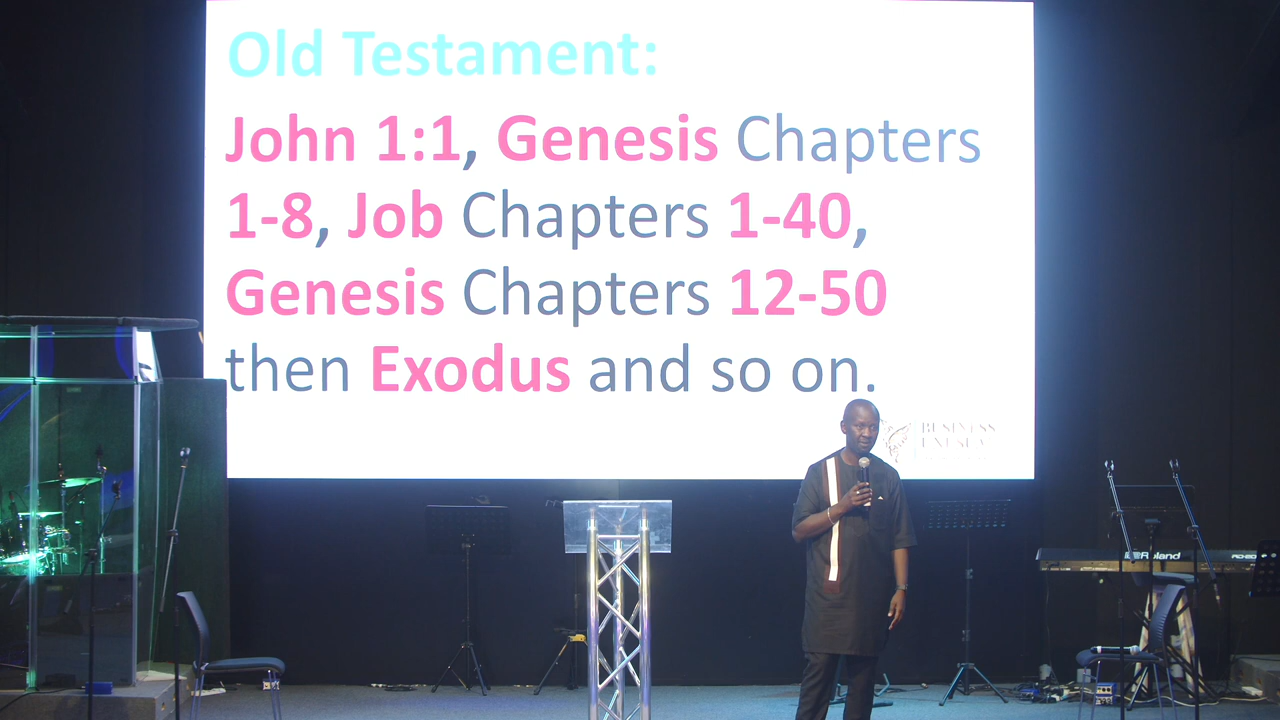 Old Testament:
John 1:1, Genesis Chapters
1-8, Job Chapters 1-40,
Genesis Chapters 12-50
then Exodus and so on.
BUSINESS
Roland